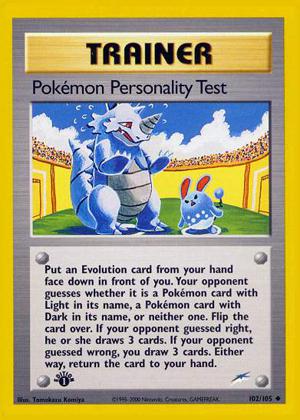 TRAINER
Pokémon Personality Test
Put an Evolution card from your hand
face down in front of you. Your opponent
guesses whether it is a Pokémon card with
Light in its name, a Pokémon card with
Dark in its name, or neither one. Flip the
card over. If your opponent guessed right,
he or she draws 3 cards. If your opponent
guessed wrong, you draw 3 cards. Either
way, return the card to your hand.
EDITION
1
Illus. Tomokazu Komiya
©1995-2000 Nintendo, Creatures, GAMEFREAK.
102/105